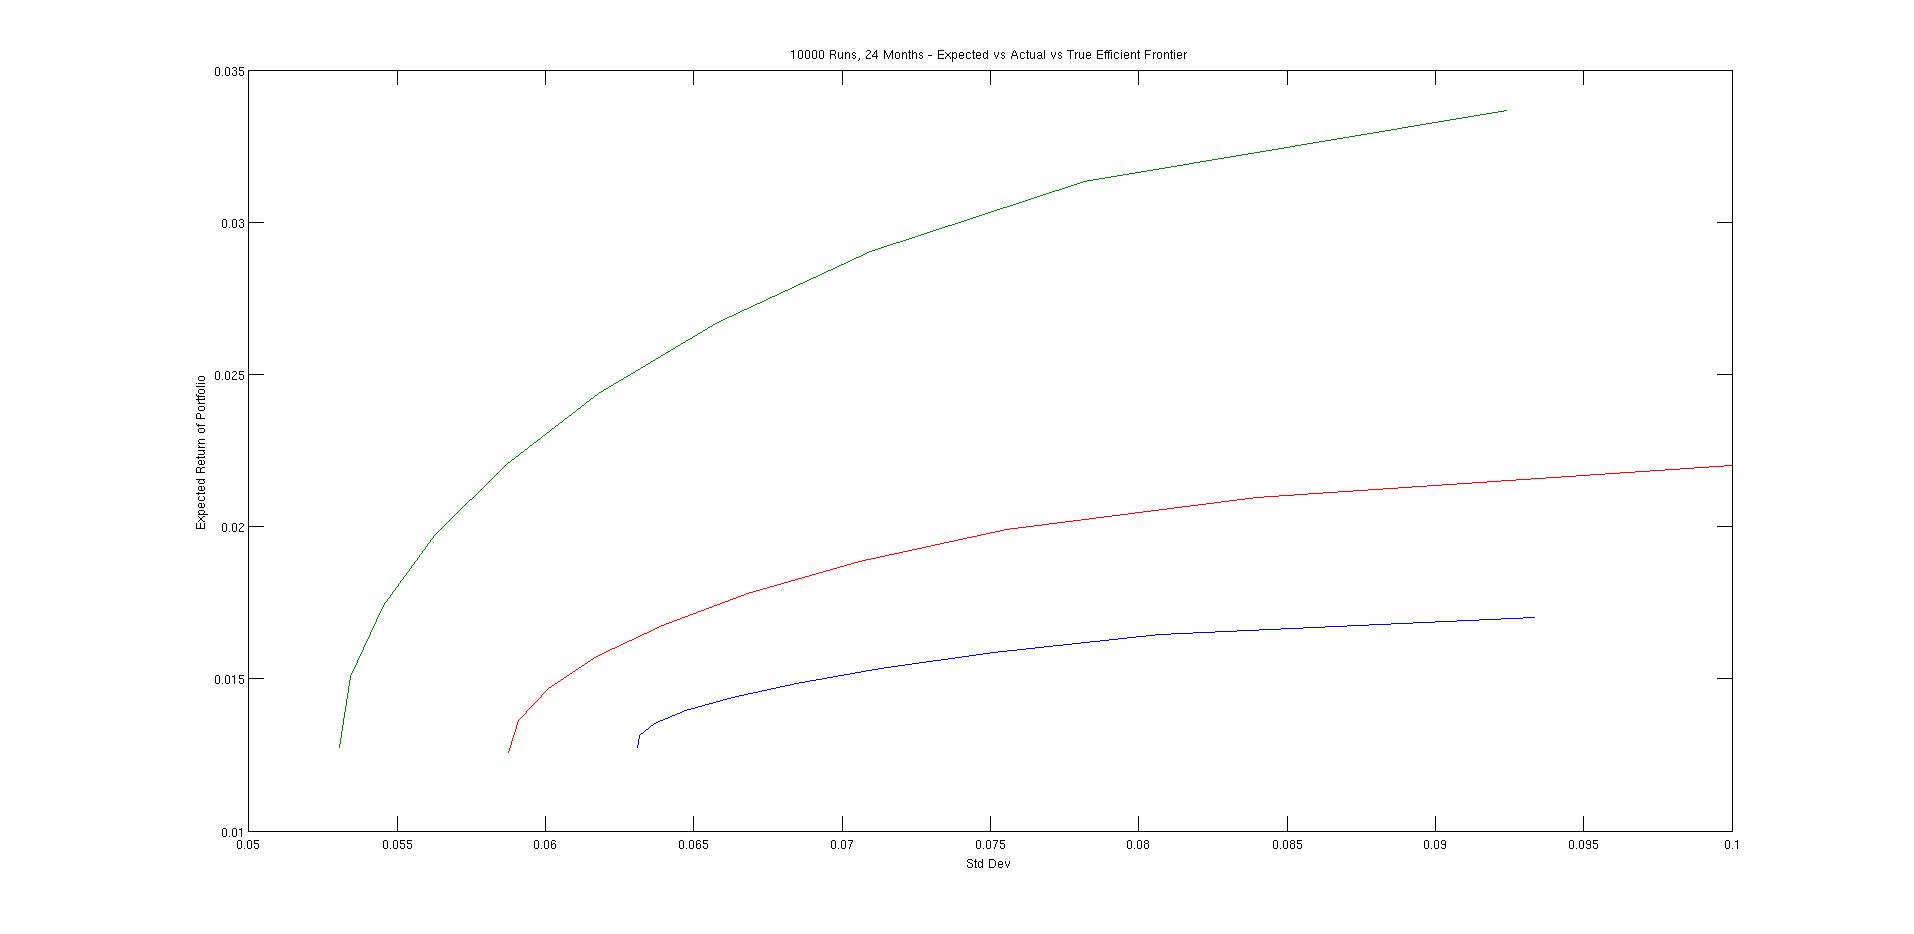 10000 Runs, 24 Months - Expected vs Actual vs True Efficient Frontier
0.035
0.03
0.025
0.02
0.015
0.01
Expected Return of Portfolio
0.05 0.055 0.06 0.065 0.07 0.075 0.08 0.085 0.09 0.095 0.1
Std Dev